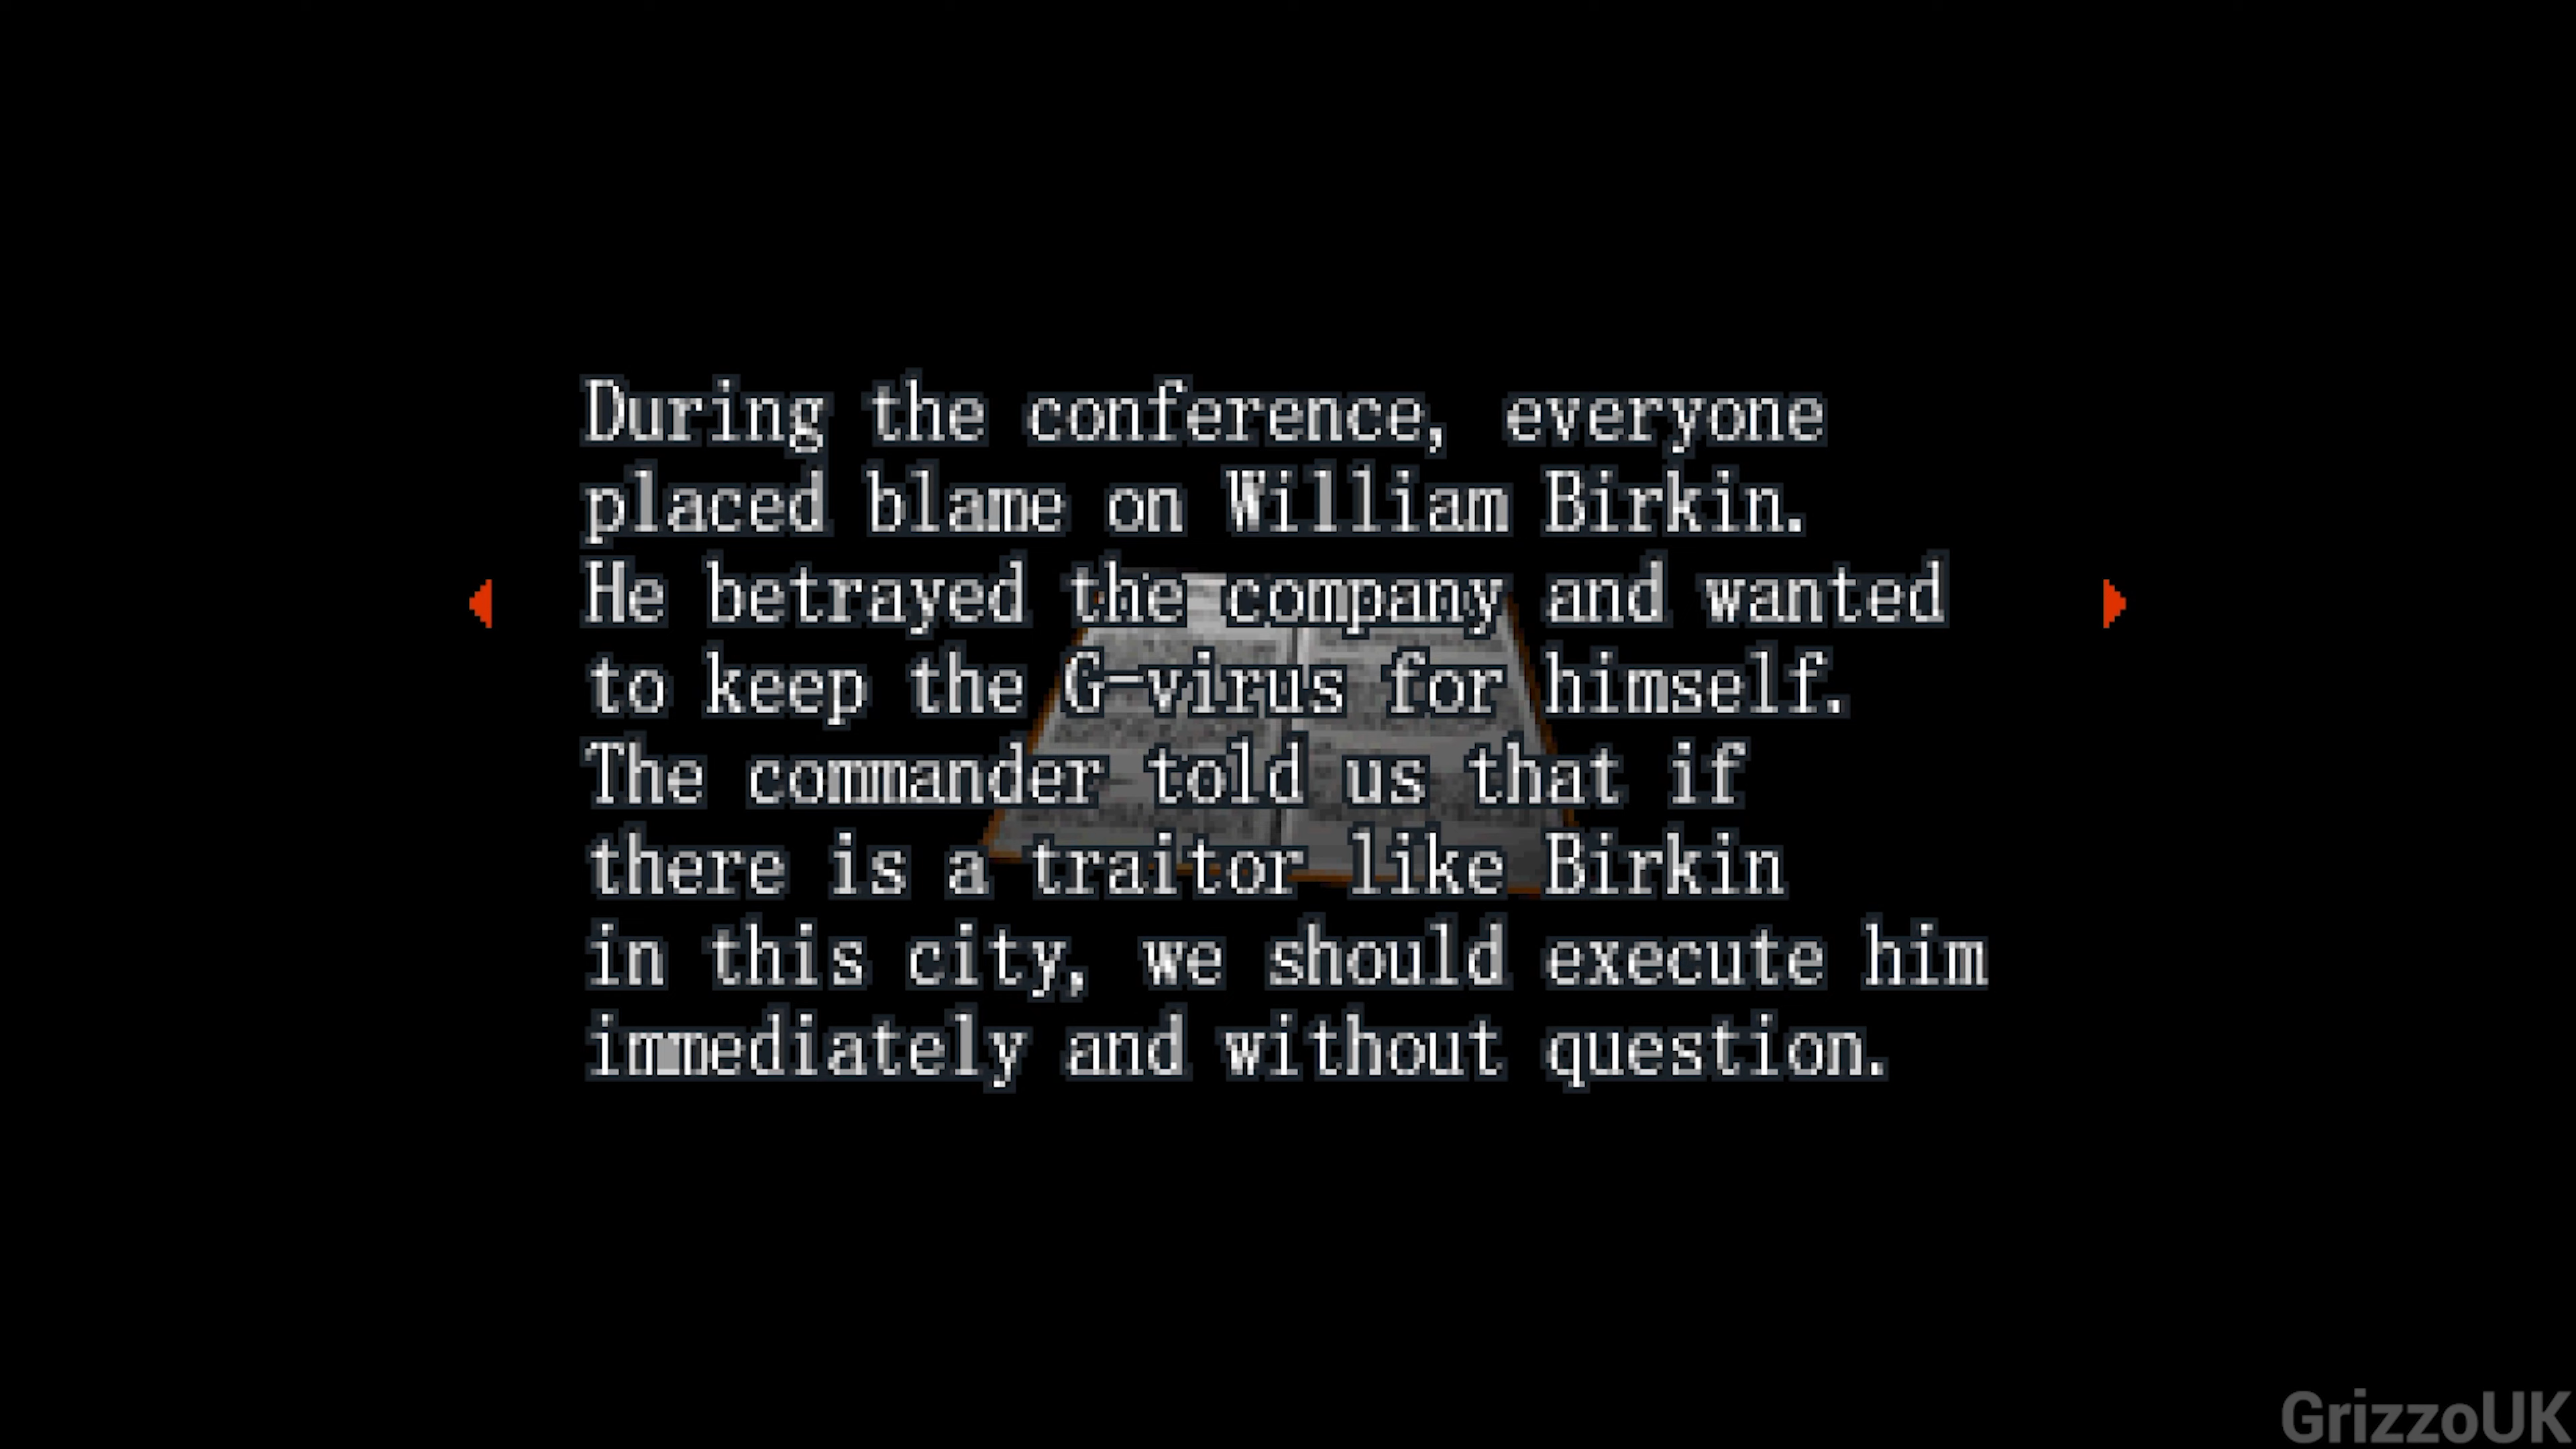 During the conference, everyone
placed blame on William Birkin.
He betrayed the company and wanted
to keep the G-virus for himself.
The commander told us that if
there is a traitor like Birkin
in this city, we should execute him
immediately and without question.
GrizzoUK